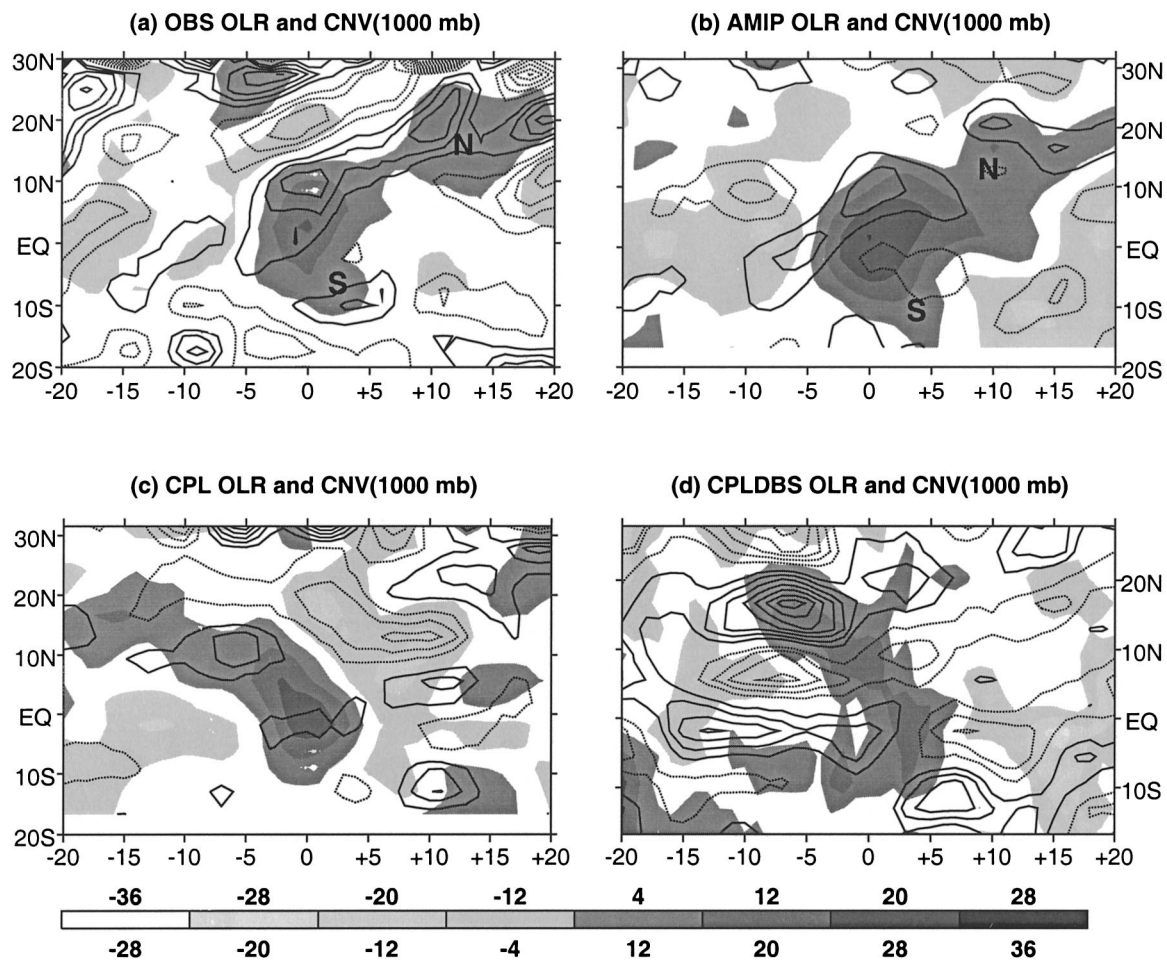 (a) OBS OLR and CNV(1000 mb)
(b) AMIP OLR and CNV(1000 mb)
30N
20N
10N
EQ
10S
20S
N
S
-20 -15 -10 -5 0 +5 +10 +15 +20
30N
20N
10N
EQ
10S
20S
N
S
-20 -15 -10 -5 0 +5 +10 +15 +20
(c) CPL OLR and CNV(1000 mb)
(d) CPLDBS OLR and CNV(1000 mb)
30N
20N
10N
EQ
10S
20S
-20 -15 -10 -5 0 +5 +10 +15 +20
20N
10N
EQ
10S
-20 -15 -10 -5 0 +5 +10 +15 +20
-36 -28 -20 -12 4 12 20 28
-28 -20 -12 -4 12 20 28 36